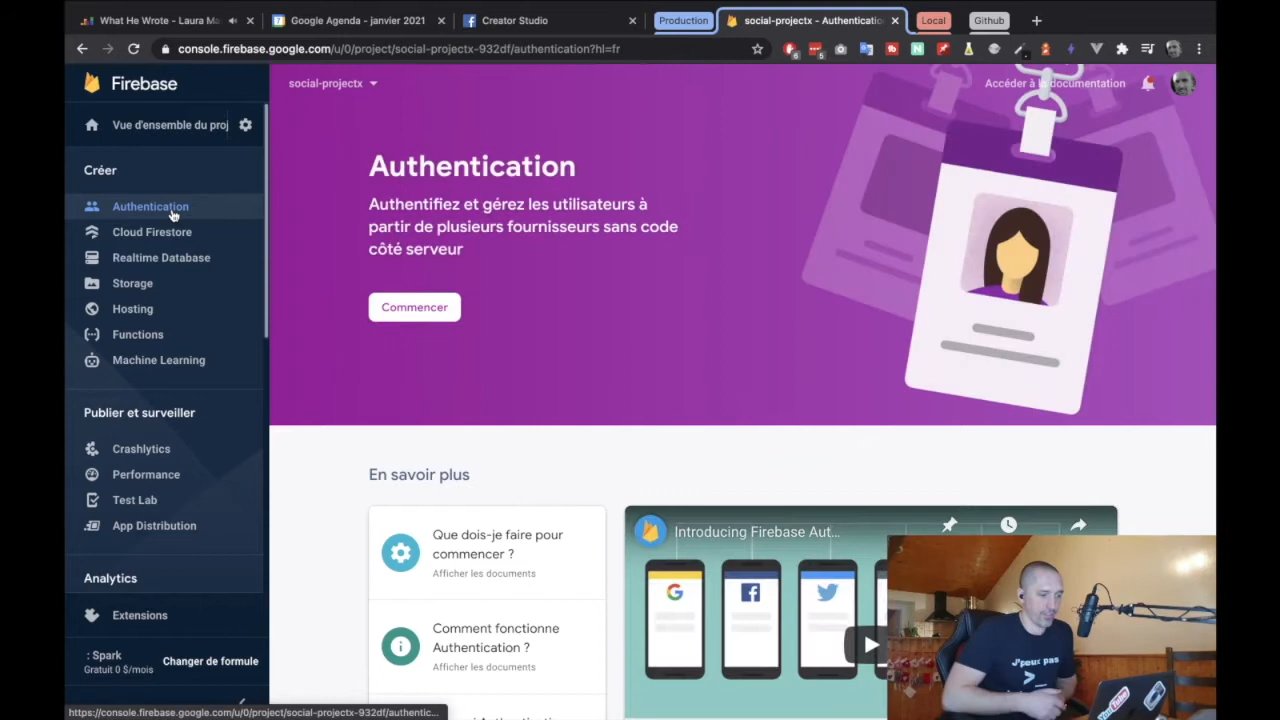 What He Wrote - Laura Ma
Google Agenda - janvier 2021
Creator Studio
Production
social-projectx - Authenticatio
Local
Github
console.firebase.google.com/u/0/project/social-projectx-932df/authentication?hl=fr
6
5
Firebase
social-projectx
Accéder à la documentation
Vue d'ensemble du proj
Créer
Authentication
Cloud Firestore
Realtime Database
Storage
Hosting
Functions
Machine Learning
Publier et surveiller
Crashlytics
Performance
Test Lab
App Distribution
Analytics
Extensions
: Spark
Gratuit 0 $/mois
Changer de formule
Authentication
Authentifiez et gérez les utilisateurs à
partir de plusieurs fournisseurs sans code
côté serveur
Commencer
En savoir plus
Que dois-je faire pour
commencer ?
Afficher les documents
Comment fonctionne
Authentication ?
Afficher les documents
Introducing Firebase Aut...
J'peux pas
https://console.firebase.google.com/u/0/project/social-projectx-932df/authentic...